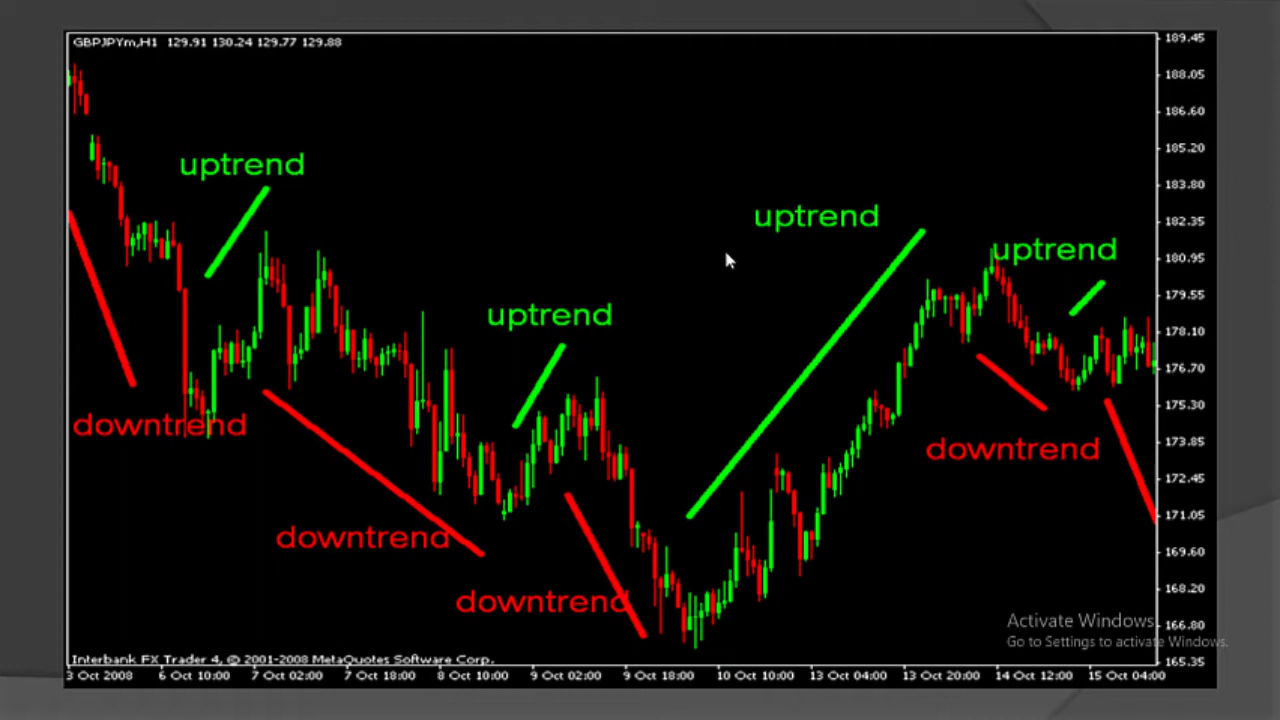 GBPJPYm,H1 129.91 130.24 129.77 129.88
189.45
188.05
186.60
185.20
183.80
182.35
180.95
179.55
178.10
176.70
175.30
173.85
172.45
171.05
169.60
168.20
166.80
165.35
uptrend
uptrend
uptrend
uptrend
downtrend
downtrend
downtrend
downtrend
Activate Windows
Go to Settings to activate Windows.
Interbank FX Trader 4, © 2001-2008 MetaQuotes Software Corp.
3 Oct 2008 6 Oct 10:00 7 Oct 02:00 7 Oct 18:00 8 Oct 10:00 9 Oct 02:00 9 Oct 18:00 10 Oct 10:00 13 Oct 04:00 13 Oct 20:00 14 Oct 12:00 15 Oct 04:00